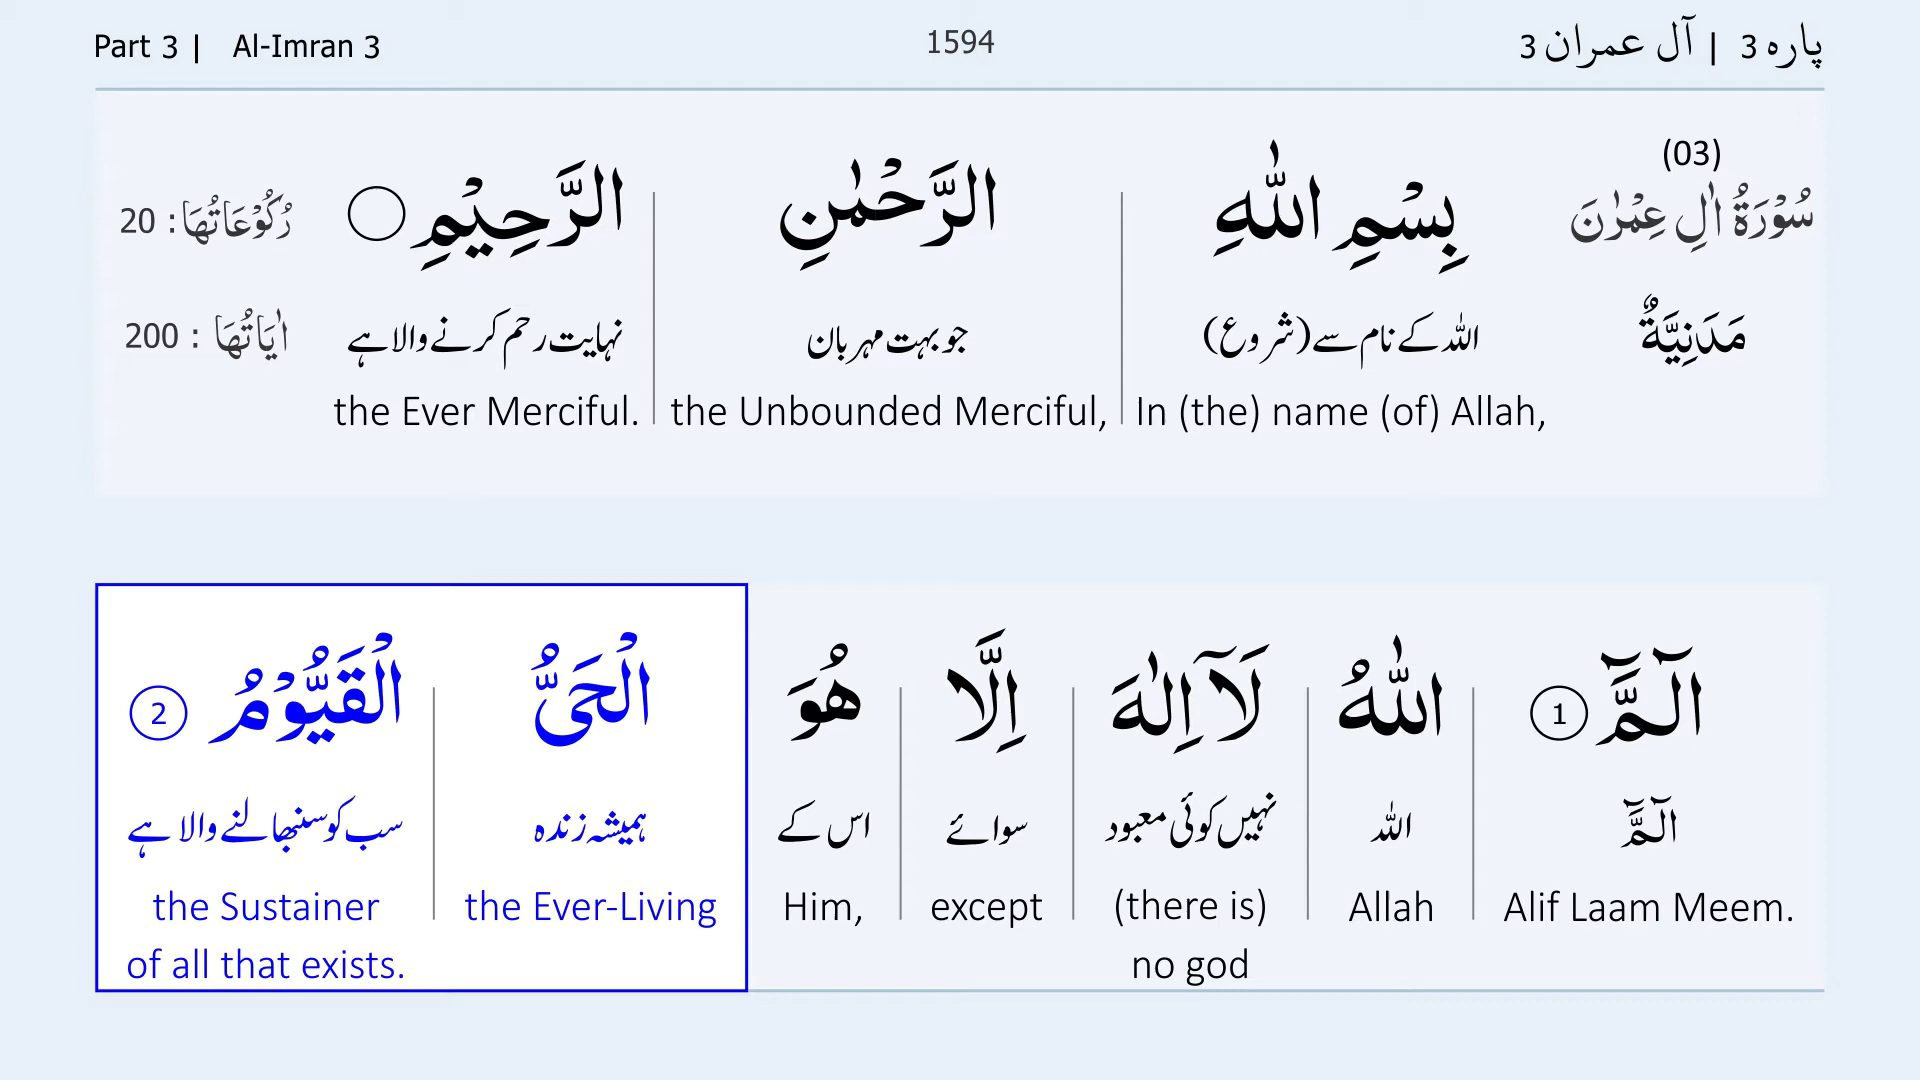 Part 3 | Al-Imran 3
1594
پارہ 3 | آل عمران 3
(03)
سُوْرَةُ اٰلِ عِمْرٰنَ
مَدَنِيَّةٌ
بِسْمِ اللّٰهِ الرَّحْمٰنِ الرَّحِيْمِ
رُكُوْعَاتُهَا: 20
اٰيَاتُهَا : 200
اللہ کے نام سے (شروع) جو بہت مہربان نہایت رحم کرنے والا ہے
In (the) name (of) Allah,
the Unbounded Merciful,
the Ever Merciful.
الٓمَّٓ ① اللّٰهُ لَآ اِلٰهَ اِلَّا هُوَ الْحَيُّ الْقَيُّوْمُ ②
الٓمَّٓ اللہ نہیں کوئی معبود سوائے اس کے ہمیشہ زندہ سب کو سنبھالنے والا ہے
Alif Laam Meem.
Allah
(there is)
no god
except
Him,
the Ever-Living
the Sustainer
of all that exists.